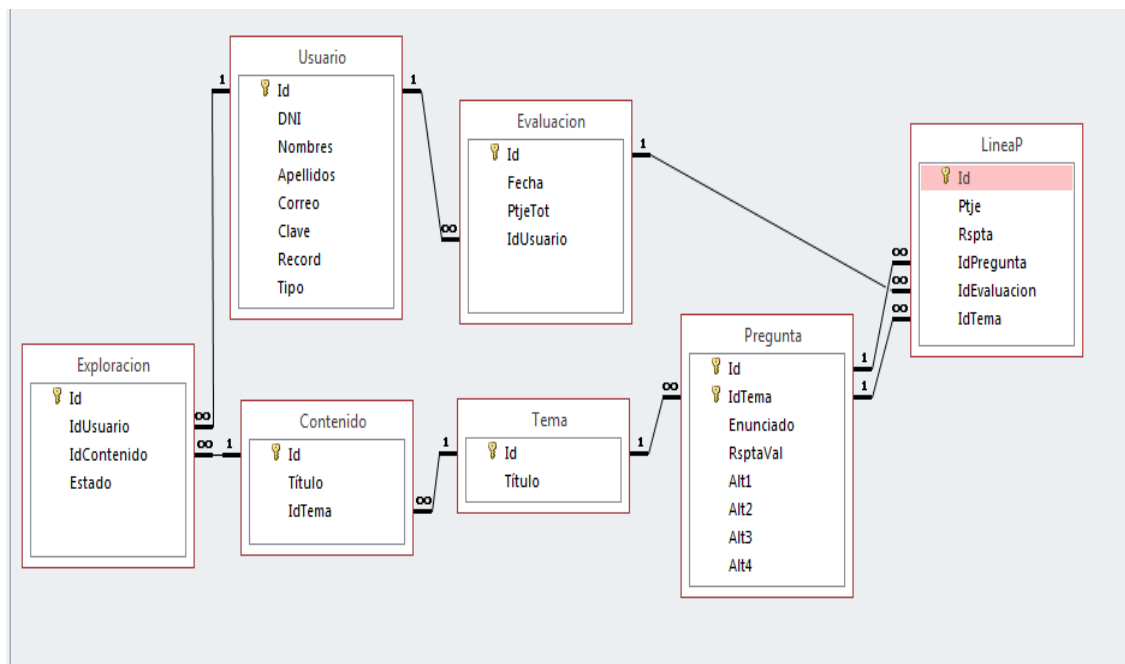 Usuario
1
1
Id
DNI
Nombres
Apellidos
Correo
Clave
Record
Tipo
Evaluacion
1
Id
Fecha
PtjeTot
IdUsuario
∞
LineaP
Id
Ptje
Rspta
IdPregunta
IdEvaluacion
IdTema
∞
∞
∞
Exploracion
Id
IdUsuario
IdContenido
Estado
∞
∞
1
Contenido
Id
Título
IdTema
∞
1
Tema
Id
Título
1
∞
Pregunta
Id
IdTema
Enunciado
RsptaVal
Alt1
Alt2
Alt3
Alt4
1
1